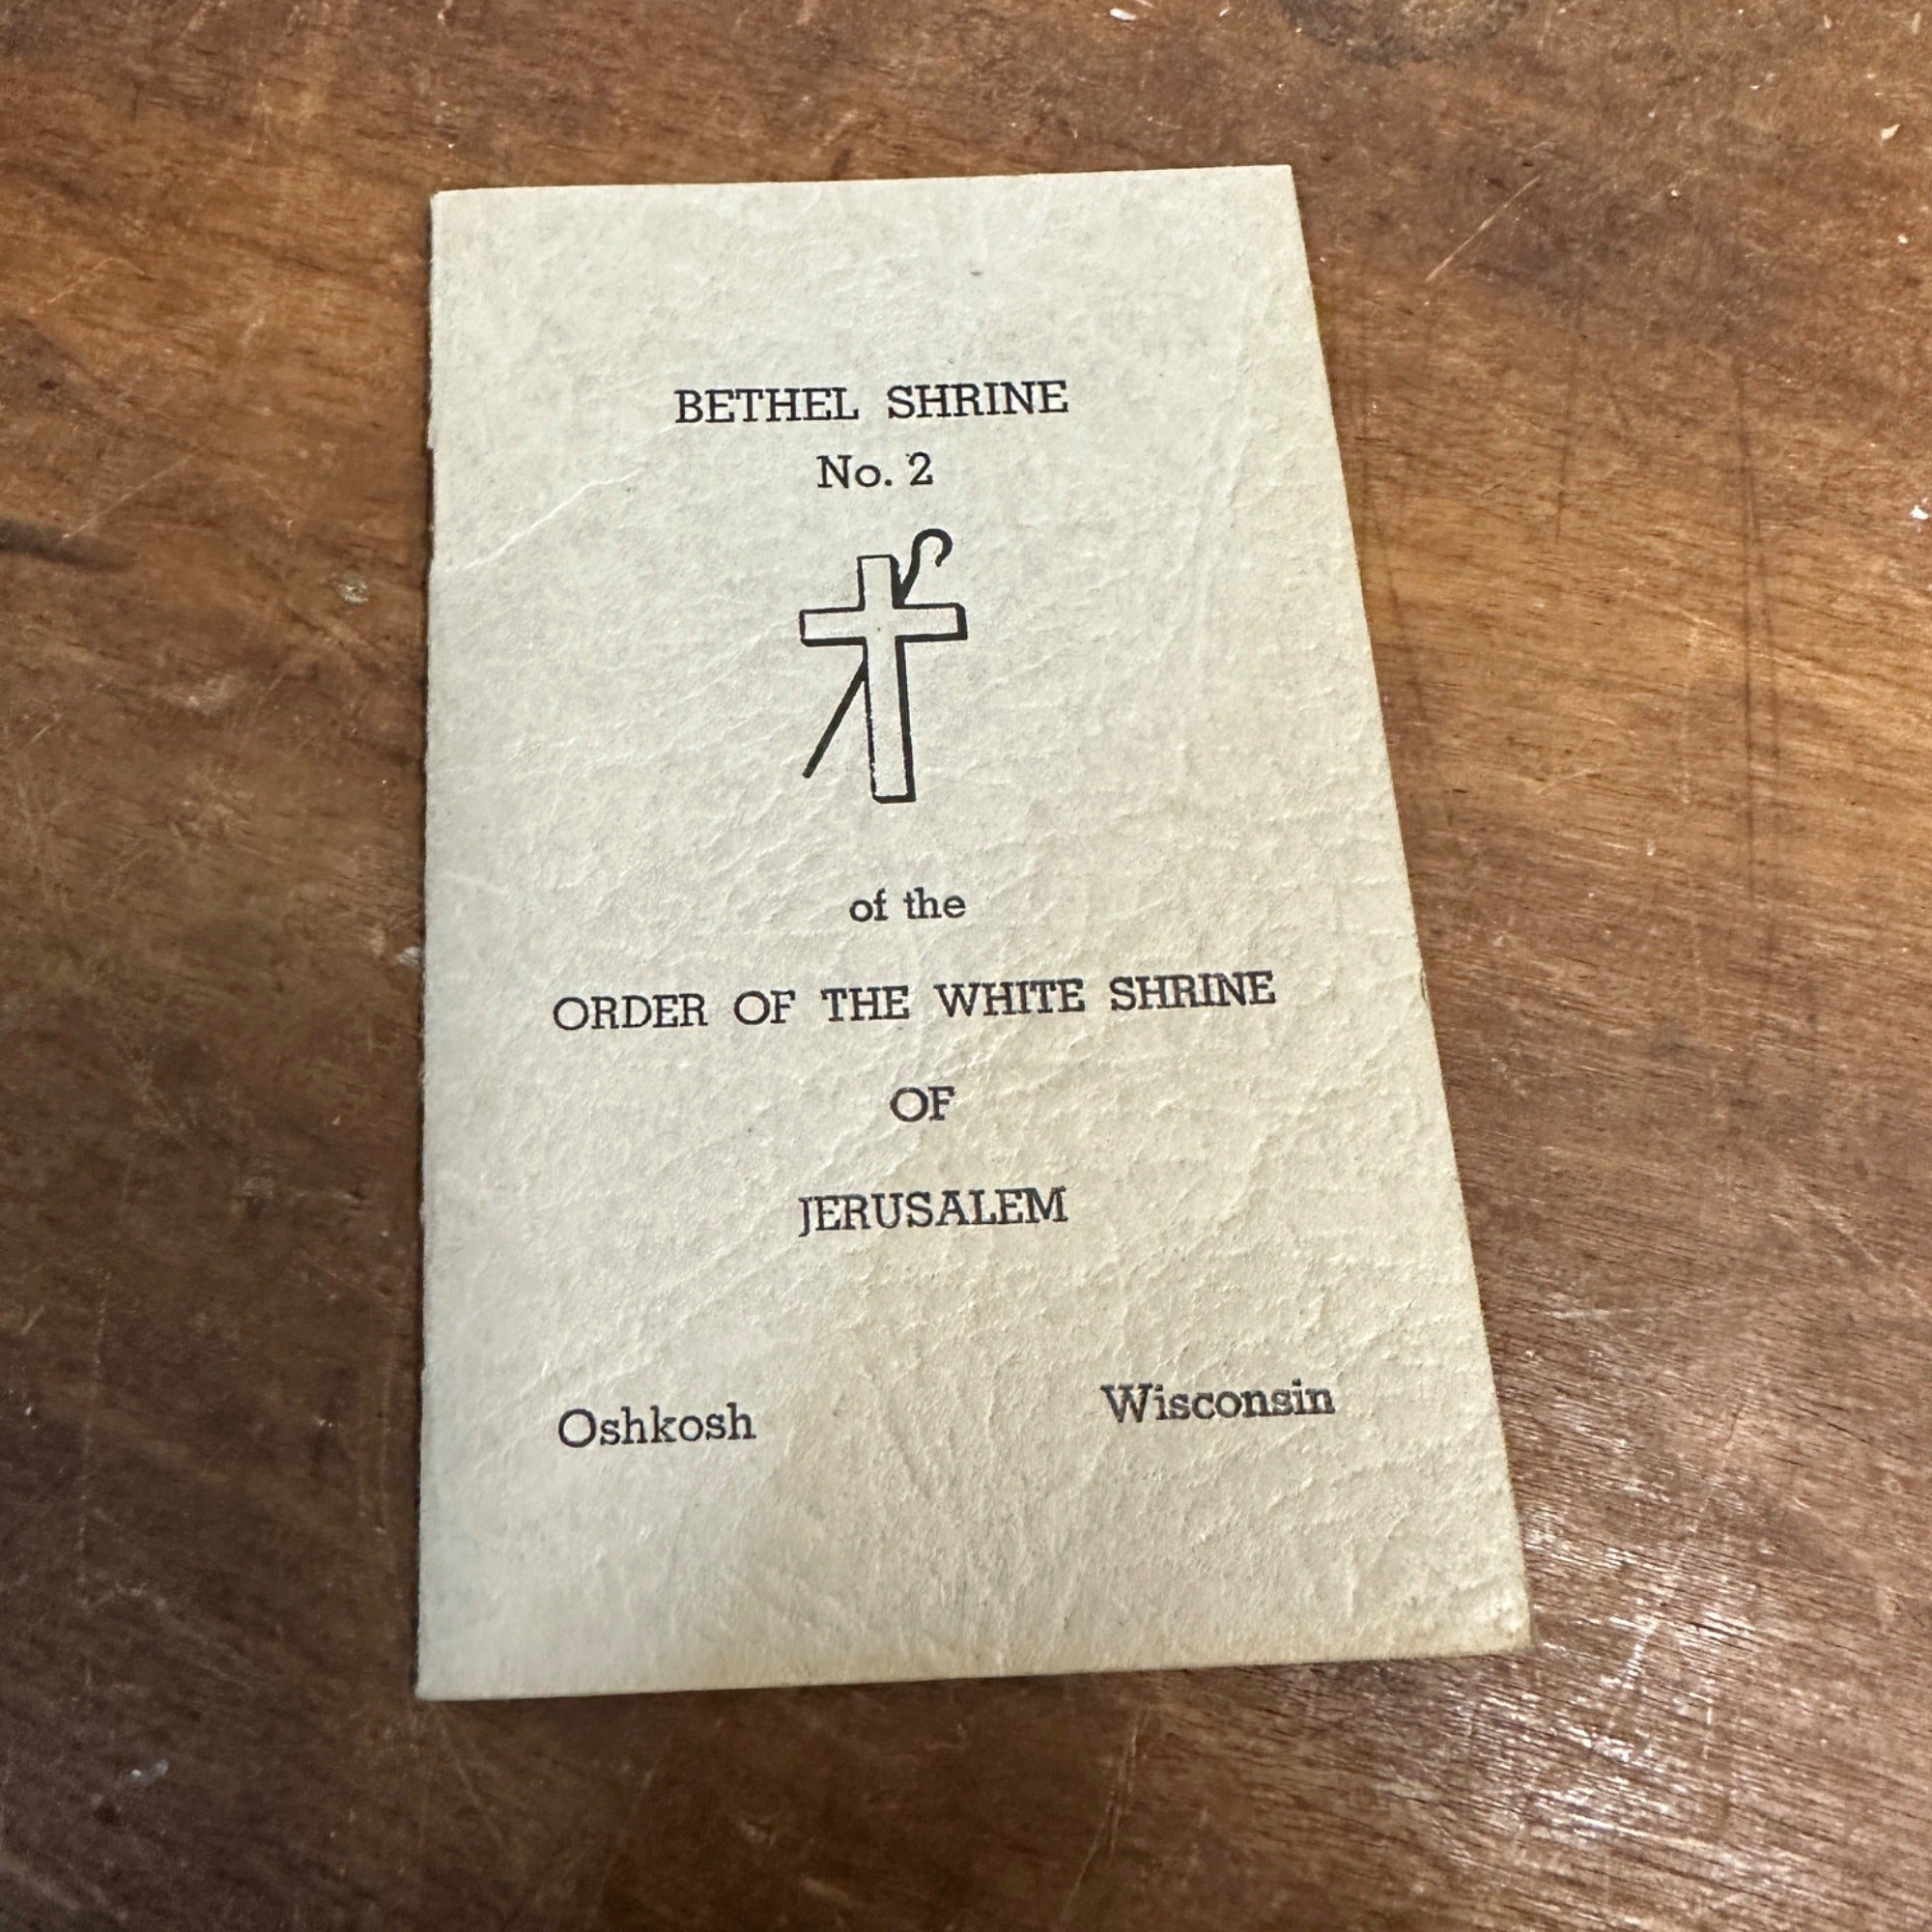 BETHEL SHRINE
No. 2
of the
ORDER OF THE WHITE SHRINE
OF
JERUSALEM
Oshkosh Wisconsin